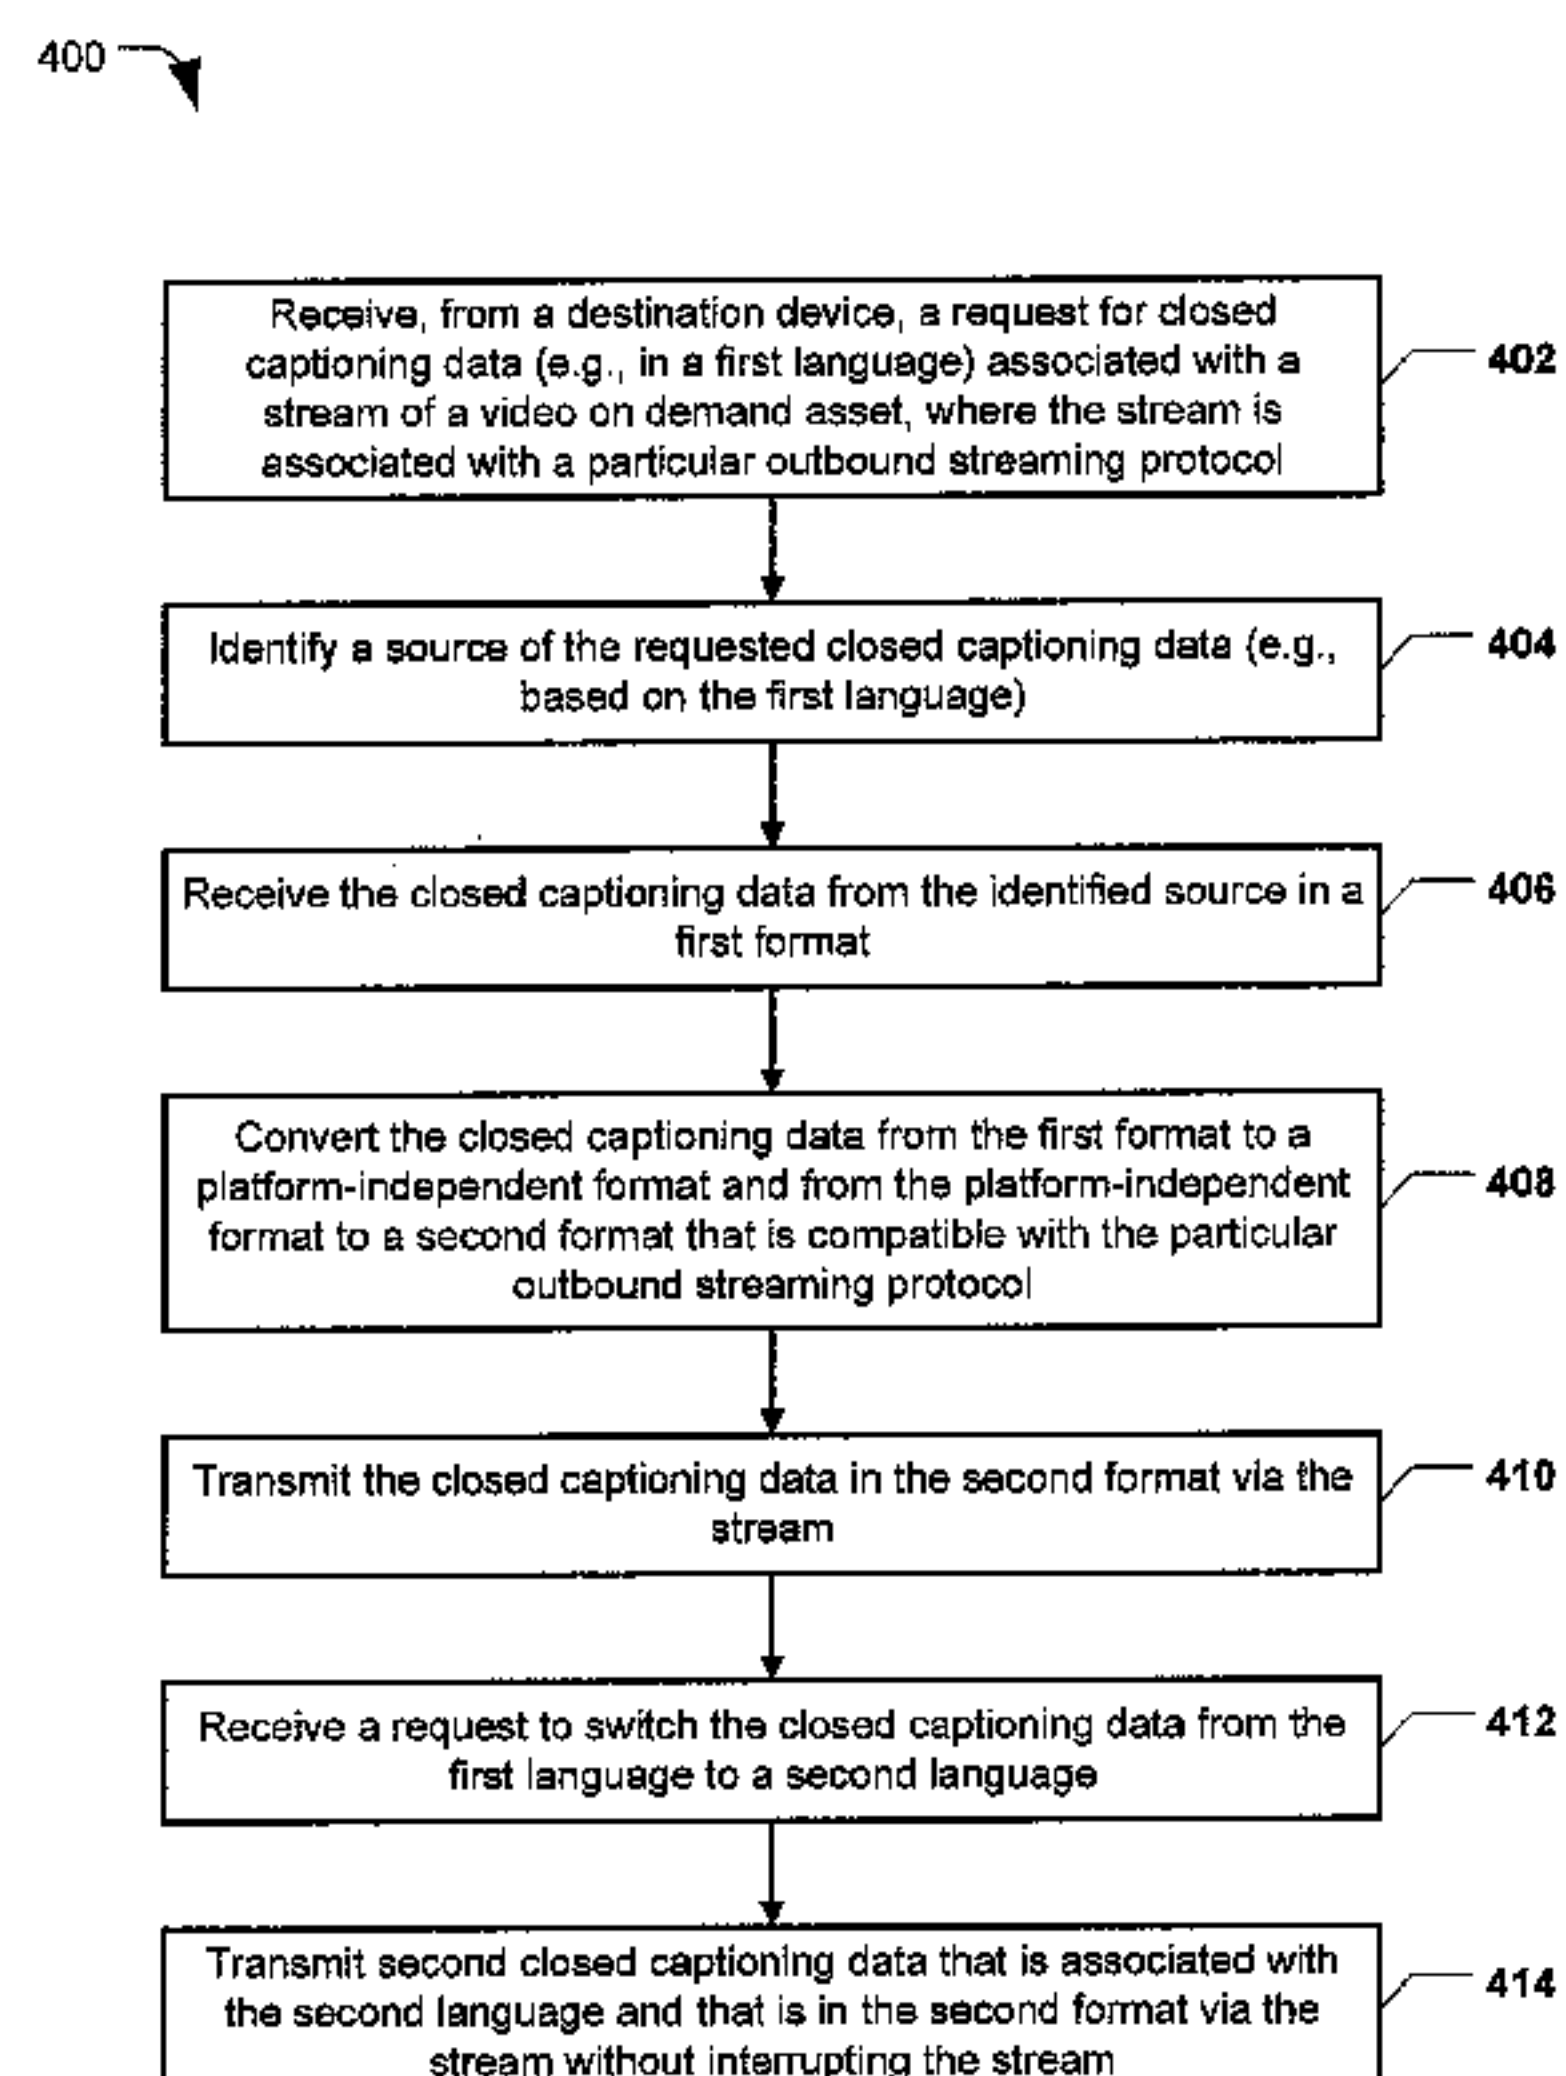 400
Receive, from a destination device, a request for closed
captioning data (e.g., in a first language) associated with a
stream of a video on demand asset, where the stream is
associated with a particular outbound streaming protocol
402
Identify a source of the requested closed captioning data (e.g.,
based on the first language)
404
Receive the closed captioning data from the identified source in a
first format
406
Convert the closed captioning data from the first format to a
platform-independent format and from the platform-independent
format to a second format that is compatible with the particular
outbound streaming protocol
408
Transmit the closed captioning data in the second format via the
stream
410
Receive a request to switch the closed captioning data from the
first language to a second language
412
Transmit second closed captioning data that is associated with
the second language and that is in the second format via the
stream without interrupting the stream
414